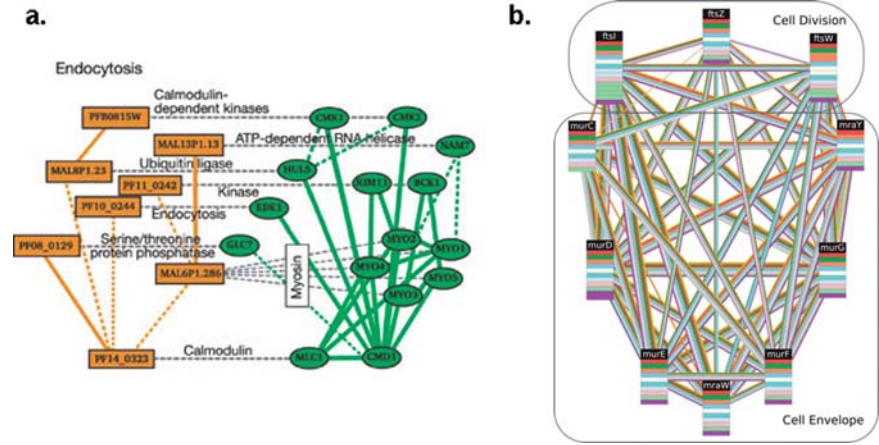 a.
b.
Endocytosis
Calmodulin-
dependent kinases
PFB0815W
CMK1
CMK2
MAL13P1.13
ATP-dependent RNA helicase
NAM7
MAL8P1.23
Ubiquitin ligase
HUL5
PF11_0242
Kinase
RIM11
BCK1
PF10_0244
Endocytosis
EDE1
PF08_0129
Serine/threonine
protein phosphatase
GLC7
MYO2
MYO1
MAL6P1.286
Myosin
MYO4
MYO5
MYO3
PF14_0323
Calmodulin
MLC1
CMD1
ftsZ
Cell Division
ftsI
ftsW
murC
mraY
murD
murG
murE
murF
mraW
Cell Envelope